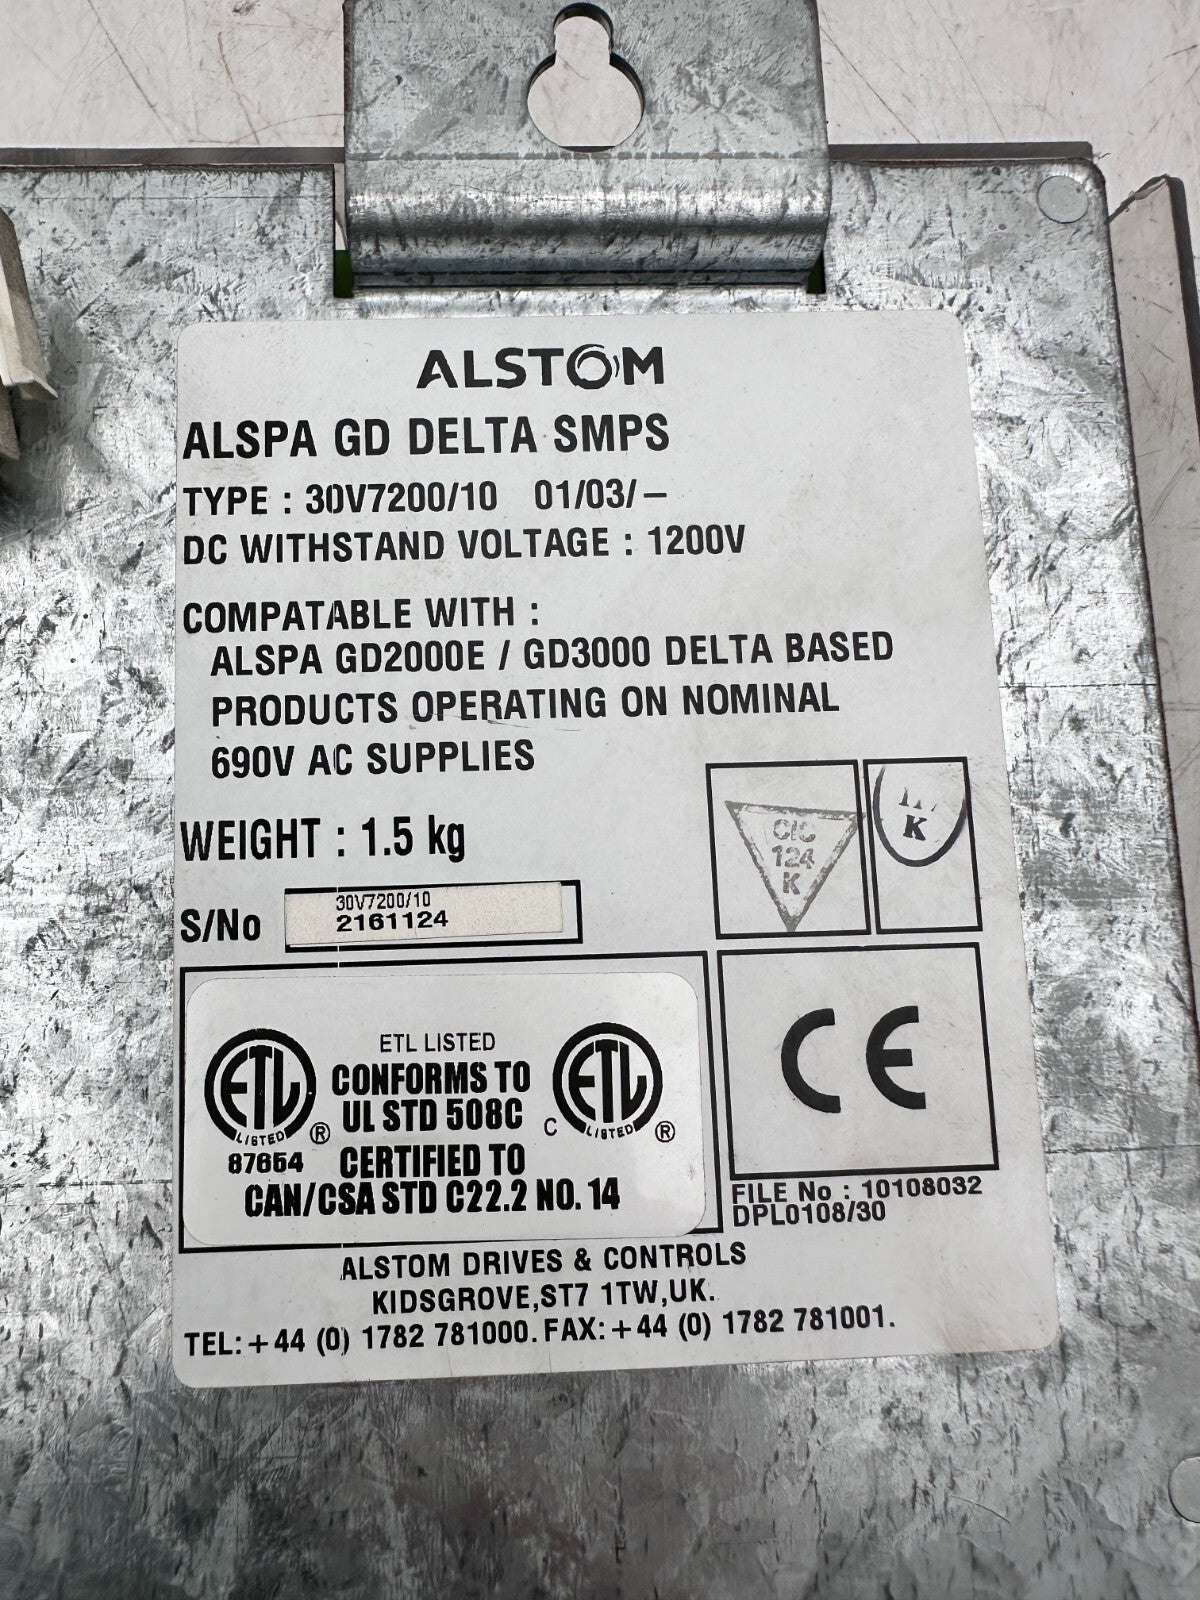 ALSTOM
ALSPA GD DELTA SMPS
TYPE : 30V7200/10 01/03/–
DC WITHSTAND VOLTAGE : 1200V
COMPATABLE WITH :
ALSPA GD2000E / GD3000 DELTA BASED
PRODUCTS OPERATING ON NOMINAL
690V AC SUPPLIES
WEIGHT : 1.5 kg
CIC
124
K
K
S/No
30V7200/10
2161124
ETL LISTED
CONFORMS TO
UL STD 508C
CERTIFIED TO
CAN/CSA STD C22.2 NO. 14
ETL
LISTED
®
87654
C
ETL
LISTED
®
CE
FILE No : 10108032
DPL0108/30
ALSTOM DRIVES & CONTROLS
KIDSGROVE,ST7 1TW,UK.
TEL: +44 (0) 1782 781000. FAX: +44 (0) 1782 781001.